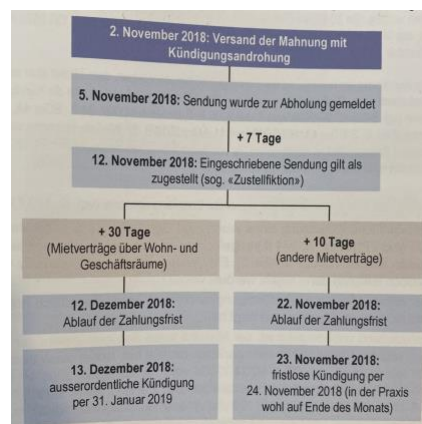 2. November 2018: Versand der Mahnung mit
Kündigungsandrohung
5. November 2018: Sendung wurde zur Abholung gemeldet
+ 7 Tage
12. November 2018: Eingeschriebene Sendung gilt als
zugestellt (sog. «Zustellfiktion»)
+ 30 Tage
(Mietverträge über Wohn- und
Geschäftsräume)
+ 10 Tage
(andere Mietverträge)
12. Dezember 2018:
Ablauf der Zahlungsfrist
22. November 2018:
Ablauf der Zahlungsfrist
13. Dezember 2018:
ausserordentliche Kündigung
per 31. Januar 2019
23. November 2018:
fristlose Kündigung per
24. November 2018 (in der Praxis
wohl auf Ende des Monats)